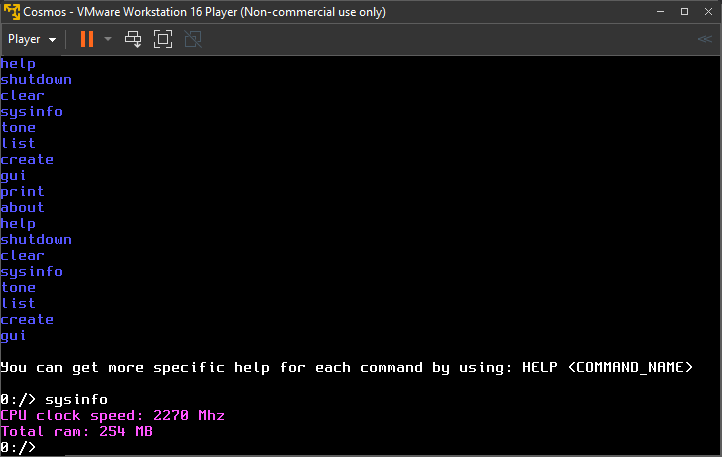 Cosmos - VMware Workstation 16 Player (Non-commercial use only)
Player
help
shutdown
clear
sysinfo
tone
list
create
gui
print
about
help
shutdown
clear
sysinfo
tone
list
create
gui
You can get more specific help for each command by using: HELP <COMMAND_NAME>
0:/> sysinfo
CPU clock speed: 2270 Mhz
Total ram: 254 MB
0:/>